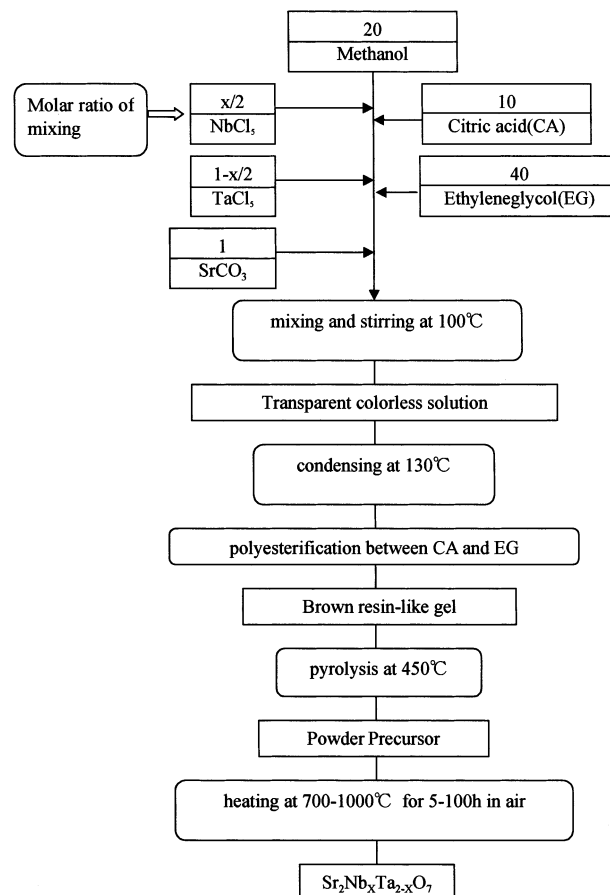 20
Methanol
Molar ratio of
mixing
x/2
NbCl₅
10
Citric acid(CA)
1-x/2
TaCl₅
40
Ethyleneglycol(EG)
1
SrCO₃
mixing and stirring at 100℃
Transparent colorless solution
condensing at 130℃
polyesterification between CA and EG
Brown resin-like gel
pyrolysis at 450℃
Powder Precursor
heating at 700-1000℃ for 5-100h in air
Sr₂NbₓTa₂₋ₓO₇